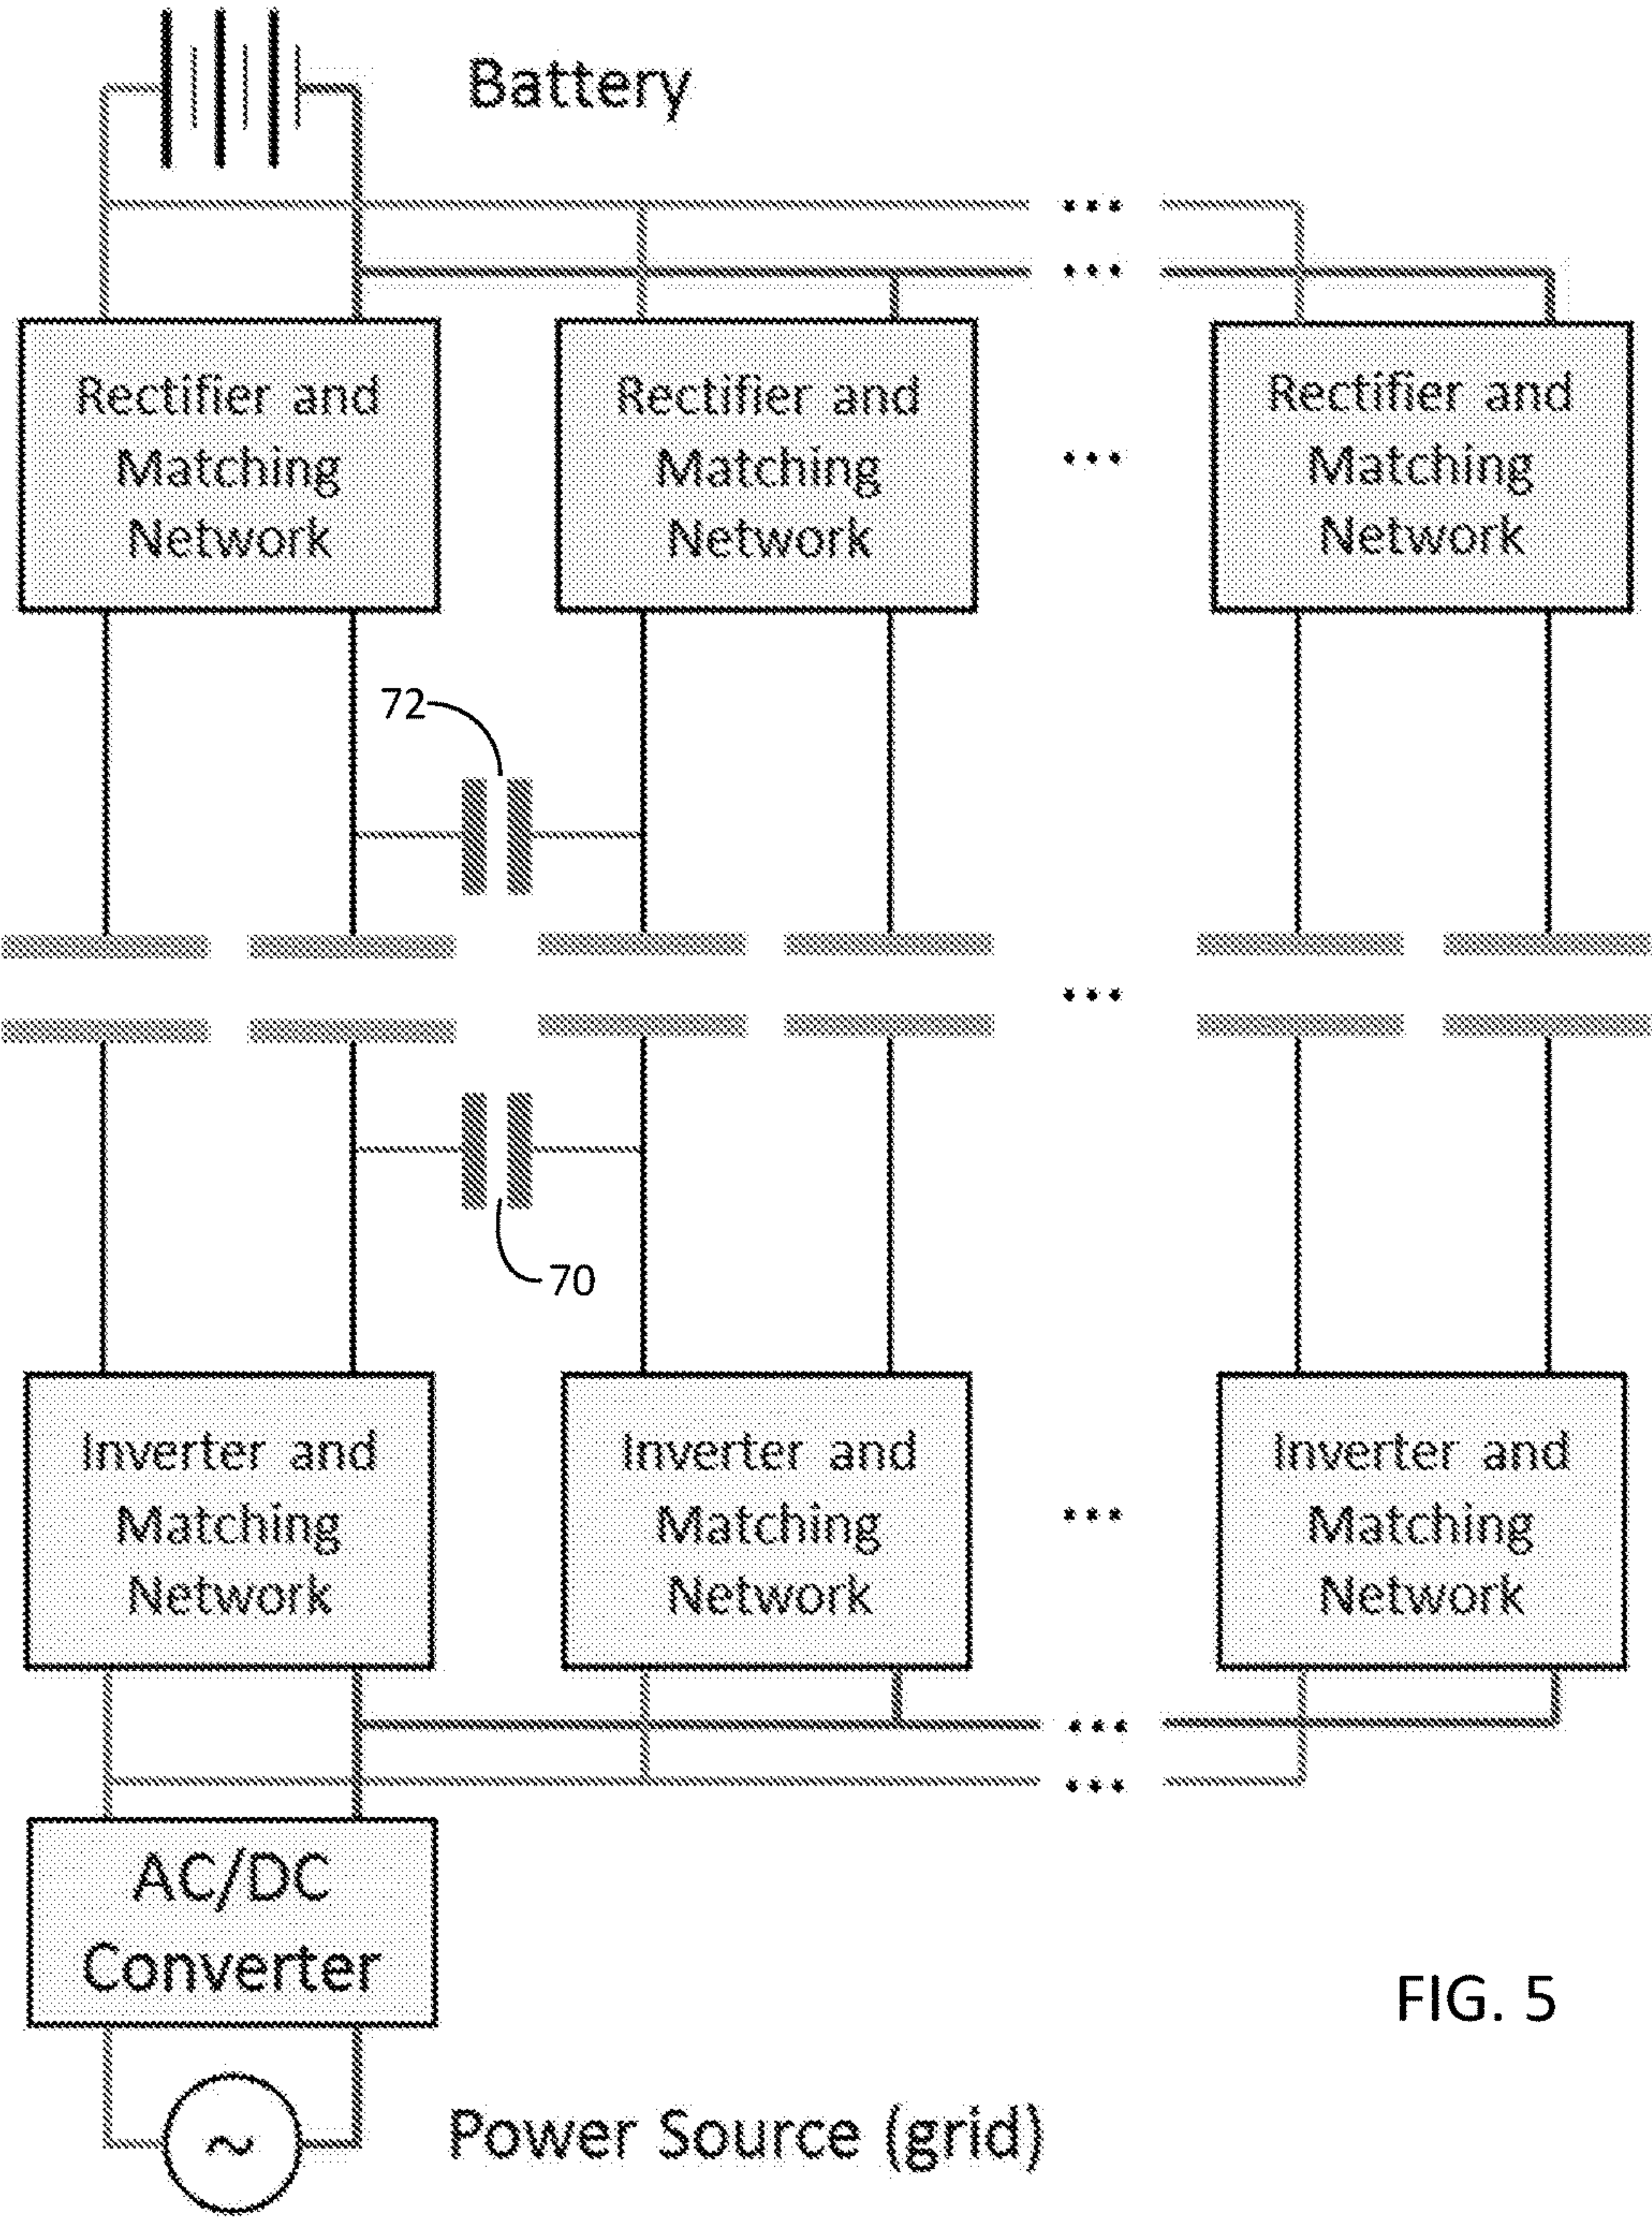 Battery
Rectifier and
Matching
Network
Rectifier and
Matching
Network
Rectifier and
Matching
Network
72
70
Inverter and
Matching
Network
Inverter and
Matching
Network
Inverter and
Matching
Network
AC/DC
Converter
FIG. 5
Power Source (grid)